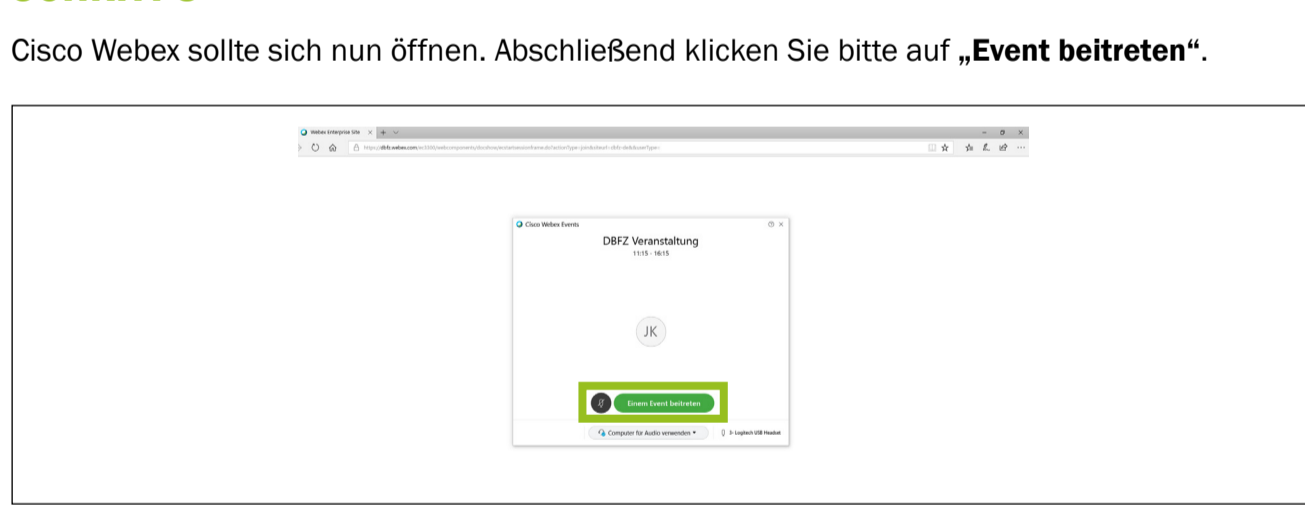 Cisco Webex sollte sich nun öffnen. Abschließend klicken Sie bitte auf „Event beitreten“.
Webex Enterprise Site
Cisco Webex Events
DBFZ Veranstaltung
11:15 - 16:15
JK
Einem Event beitreten
Computer für Audio verwenden
3- Logitech USB Headset